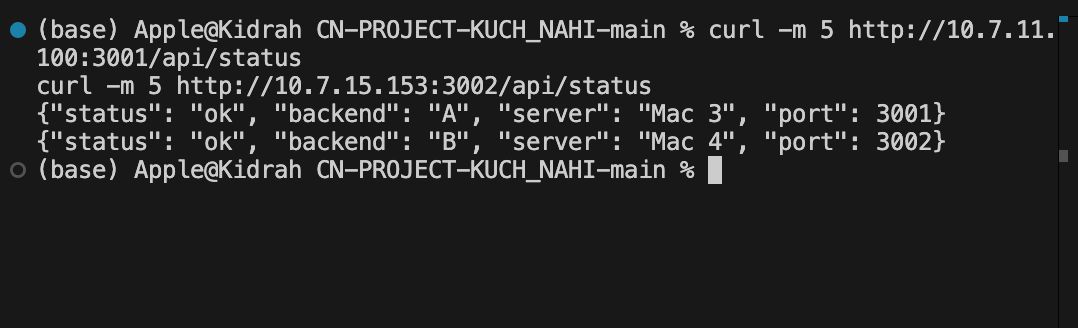 (base) Apple@Kidrah CN-PROJECT-KUCH_NAHI-main % curl -m 5 http://10.7.11.
100:3001/api/status
curl -m 5 http://10.7.15.153:3002/api/status
{"status": "ok", "backend": "A", "server": "Mac 3", "port": 3001}
{"status": "ok", "backend": "B", "server": "Mac 4", "port": 3002}
(base) Apple@Kidrah CN-PROJECT-KUCH_NAHI-main %